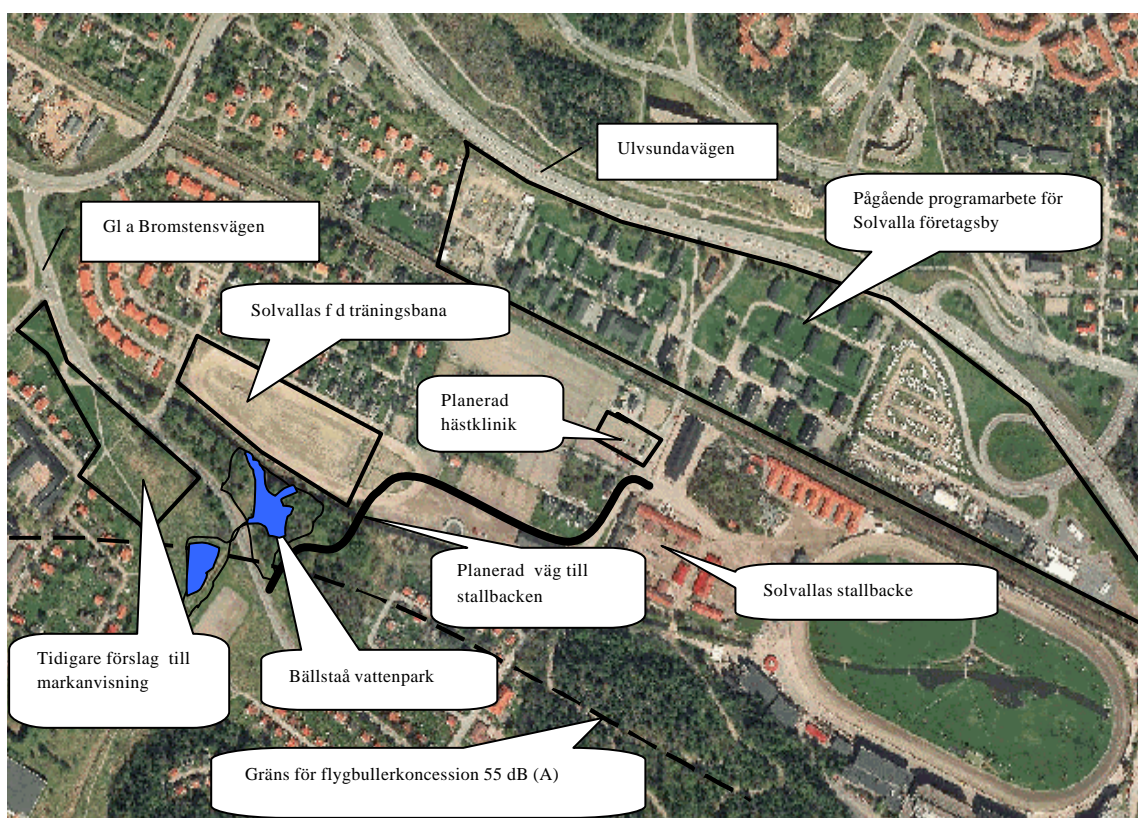 Ulvsundavägen
Pågående programarbete för
Solvalla företagsby
Gl a Bromstensvägen
Solvallas f d träningsbana
Planerad
hästklinik
Planerad väg till
stallbacken
Solvallas stallbacke
Tidigare förslag till
markanvisning
Bällstaå vattenpark
Gräns för flygbullerkoncession 55 dB (A)